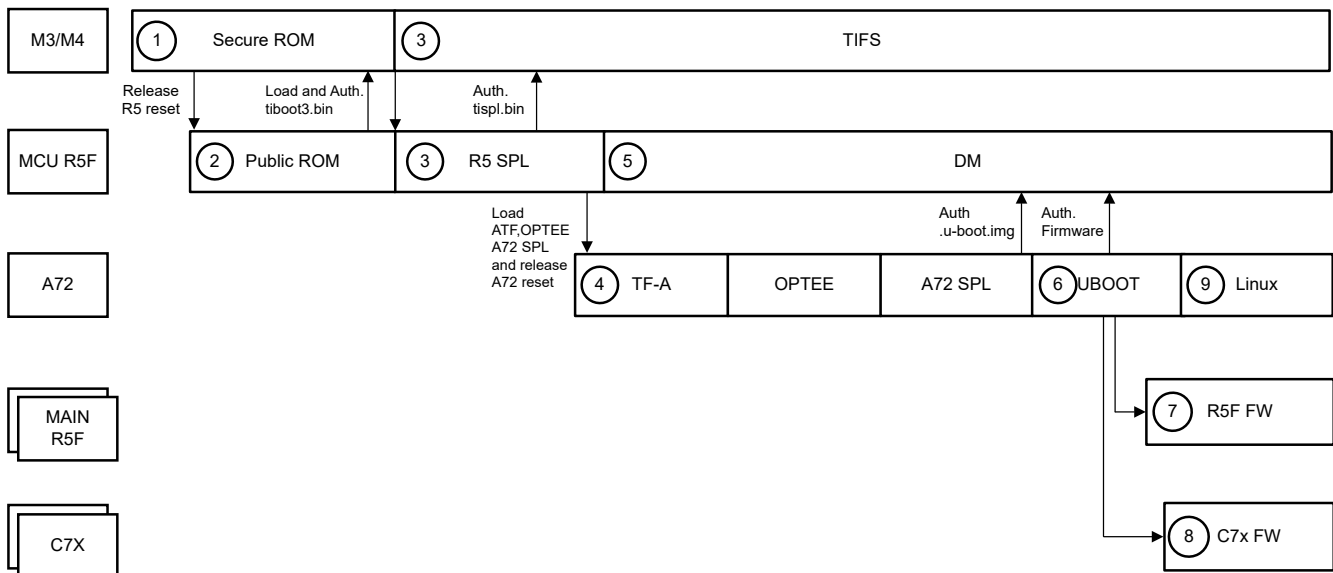 M3/M4
1
Secure ROM
3
TIFS
Release
R5 reset
Load and Auth.
tiboot3.bin
Auth.
tispl.bin
MCU R5F
2
Public ROM
3
R5 SPL
5
DM
Load
ATF,OPTEE
A72 SPL
and release
A72 reset
Auth
.u-boot.img
Auth.
Firmware
A72
4
TF-A
OPTEE
A72 SPL
6
UBOOT
9
Linux
MAIN
R5F
7
R5F FW
C7X
8
C7x FW